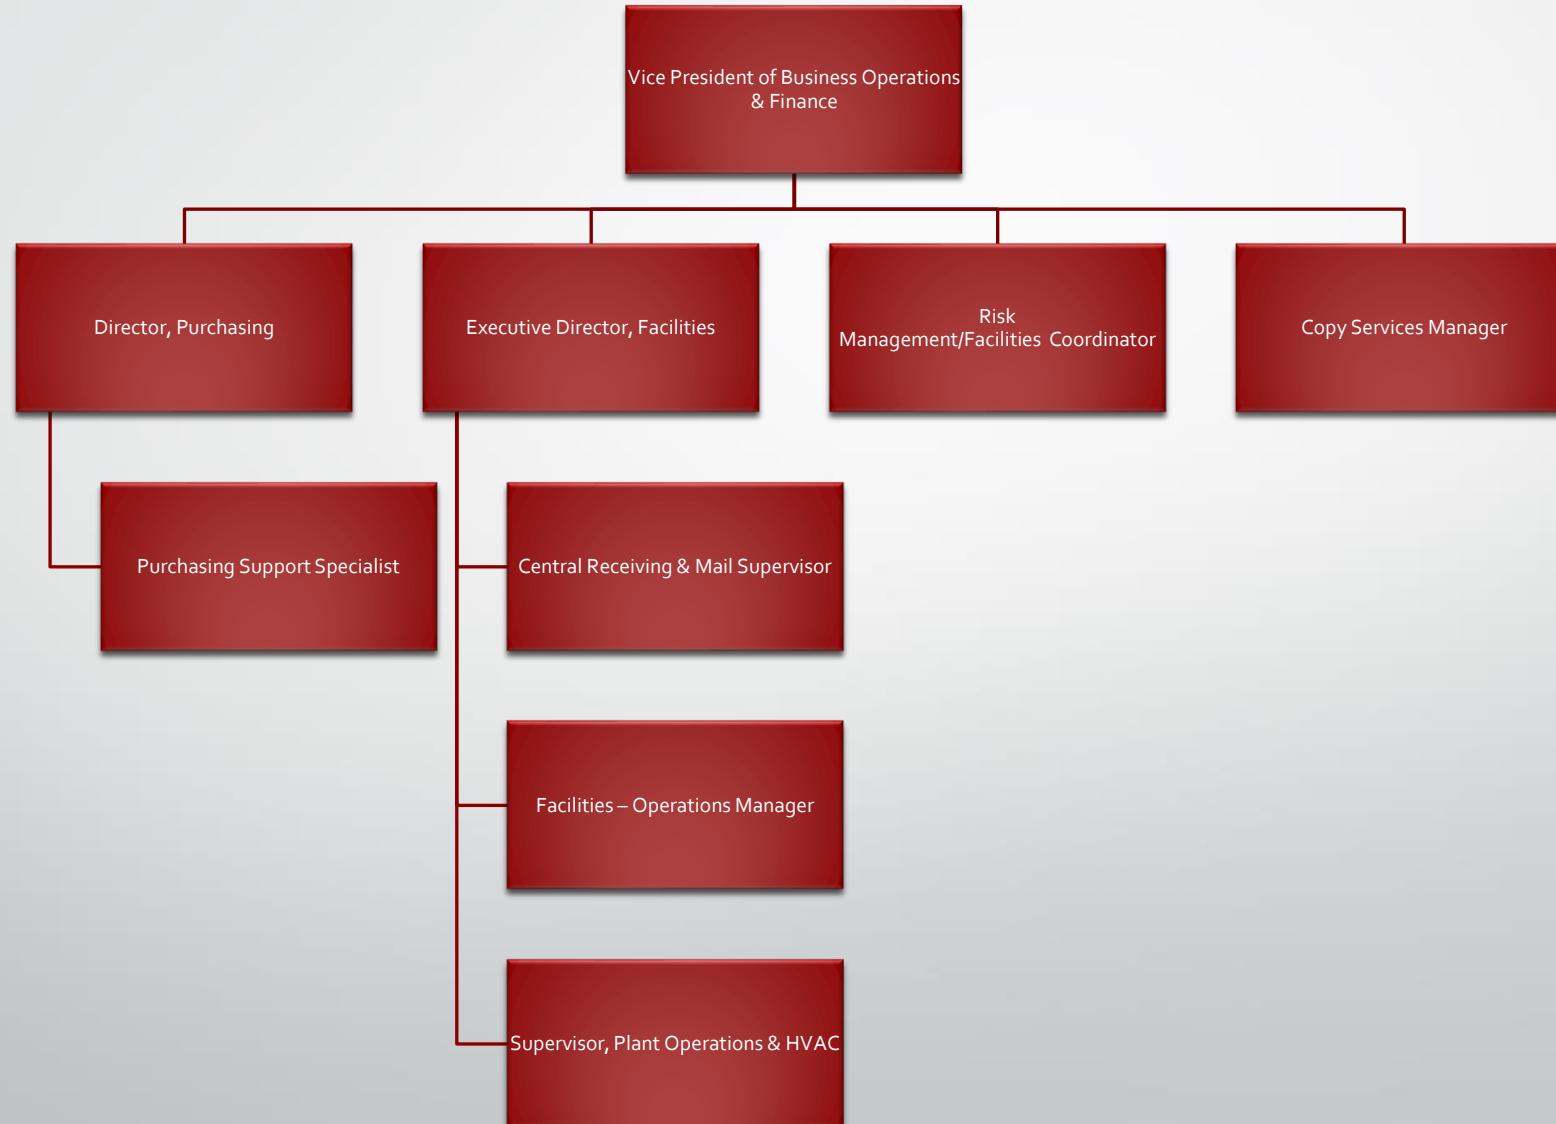 Vice President of Business Operations
& Finance
Director, Purchasing
Executive Director, Facilities
Risk
Management/Facilities Coordinator
Copy Services Manager
Purchasing Support Specialist
Central Receiving & Mail Supervisor
Facilities – Operations Manager
Supervisor, Plant Operations & HVAC